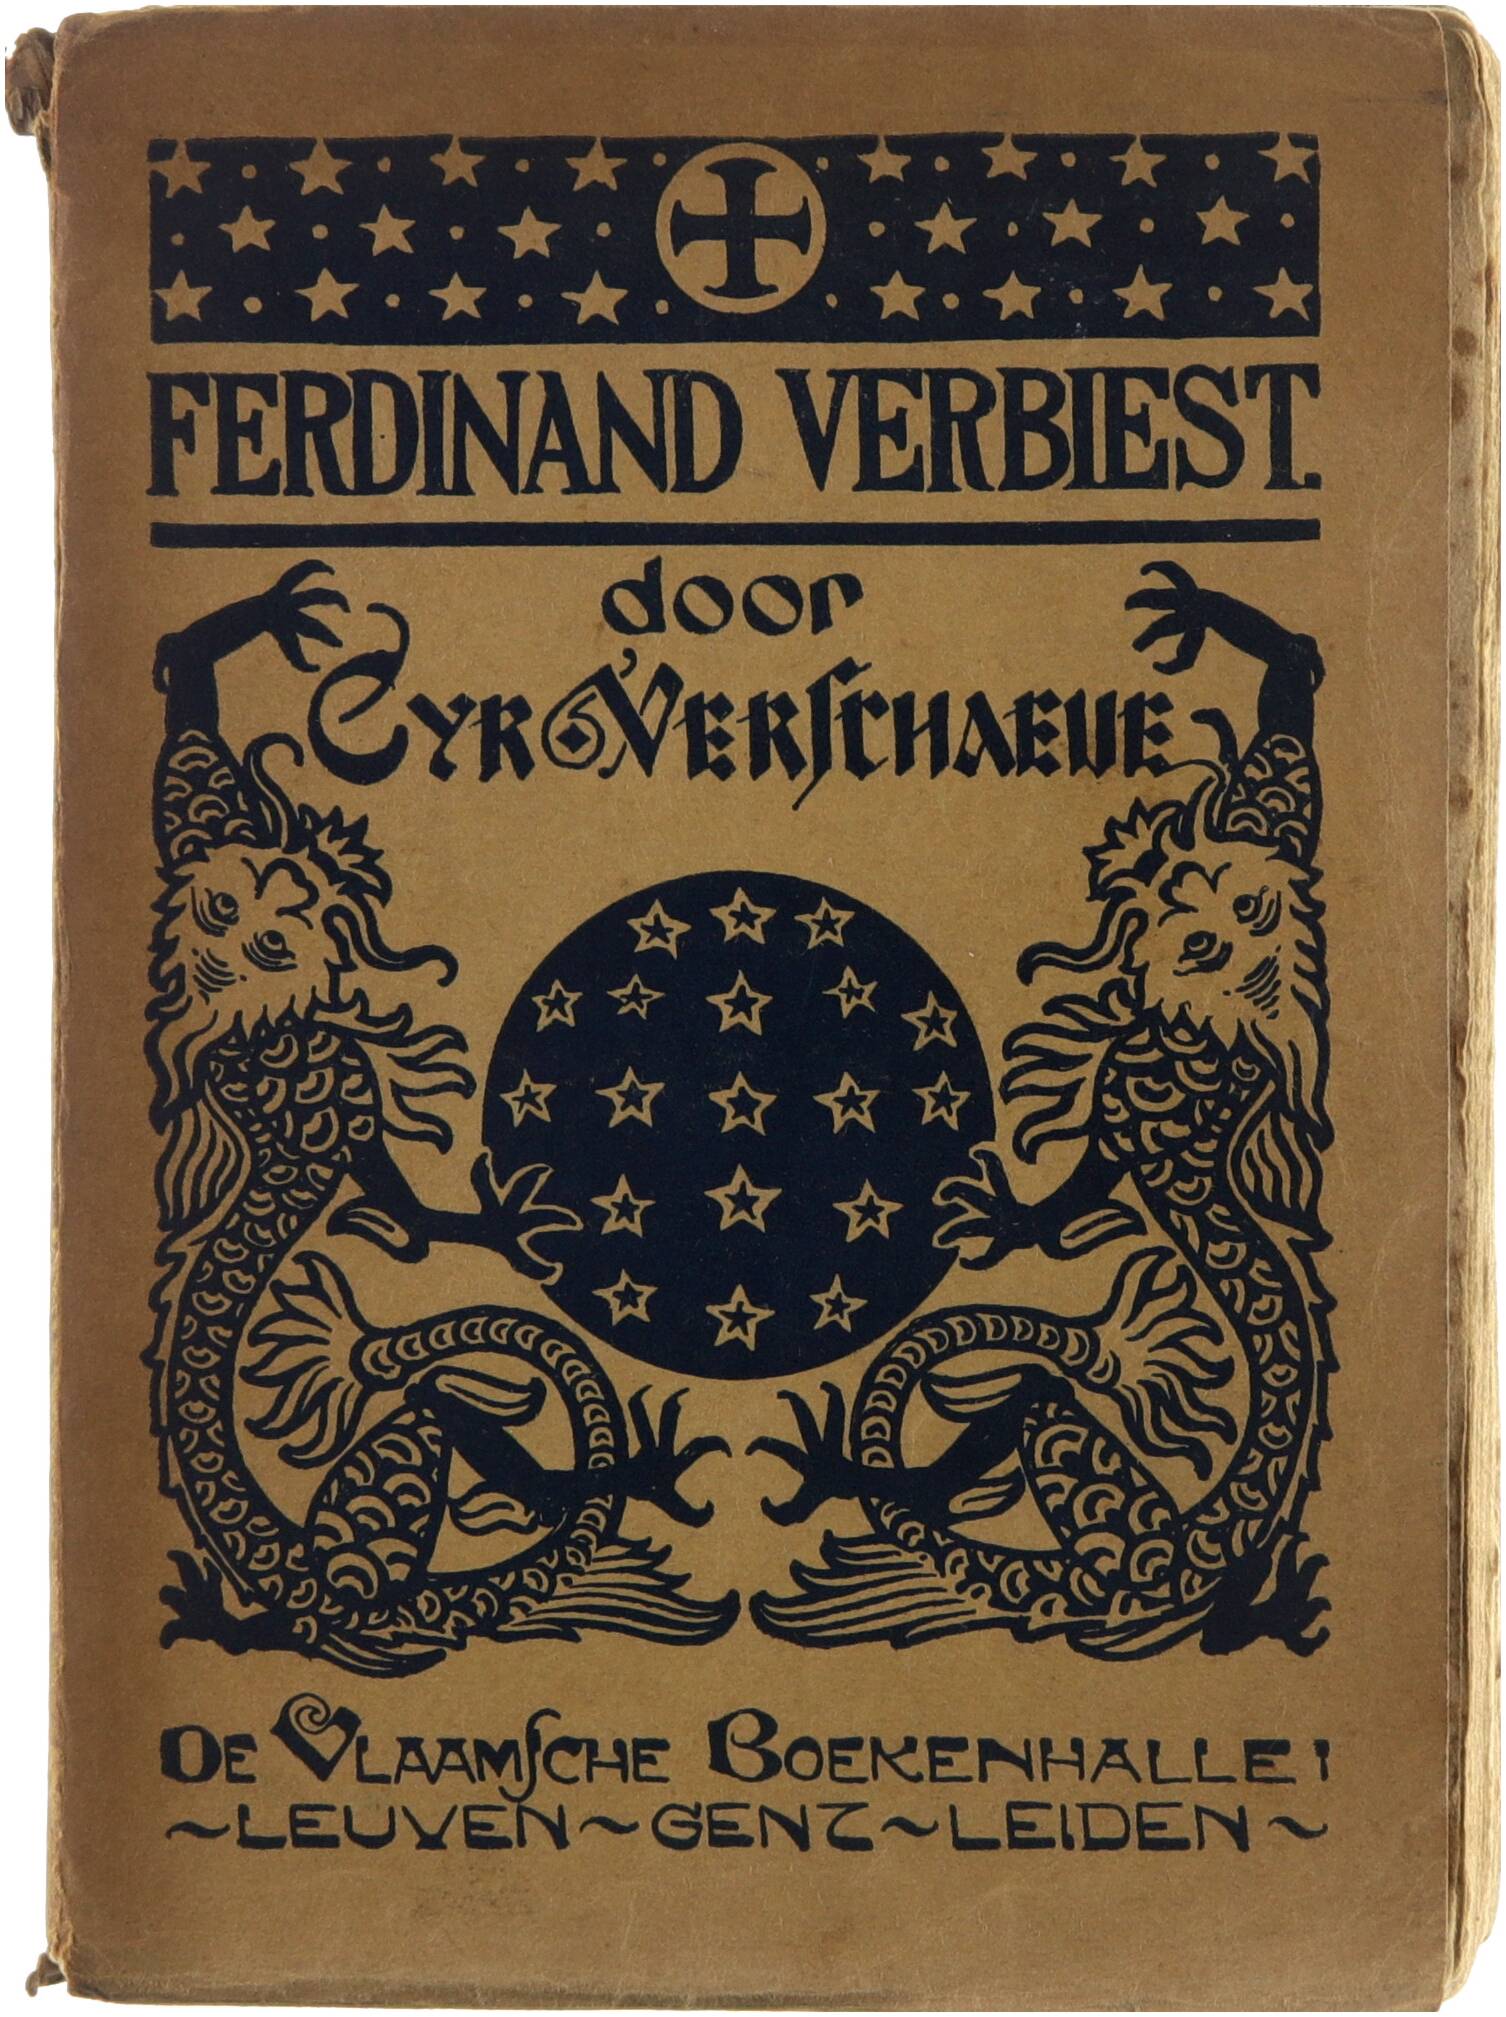 FERDINAND VERBIEST.
door
CYR. VERSCHAEVE
DE VLAAMSCHE BOEKENHALLE:
~LEUVEN~GENT~LEIDEN~